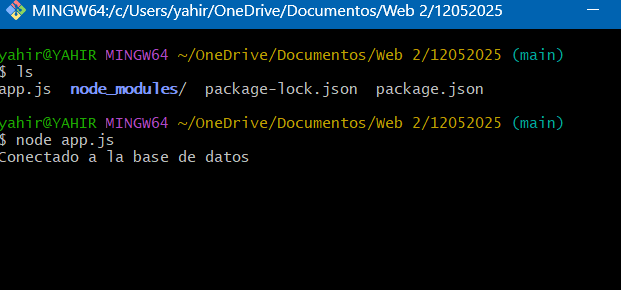 MINGW64:/c/Users/yahir/OneDrive/Documentos/Web 2/12052025
yahir@YAHIR MINGW64 ~/OneDrive/Documentos/Web 2/12052025 (main)
$ ls
app.js  node_modules/  package-lock.json  package.json
yahir@YAHIR MINGW64 ~/OneDrive/Documentos/Web 2/12052025 (main)
$ node app.js
Conectado a la base de datos